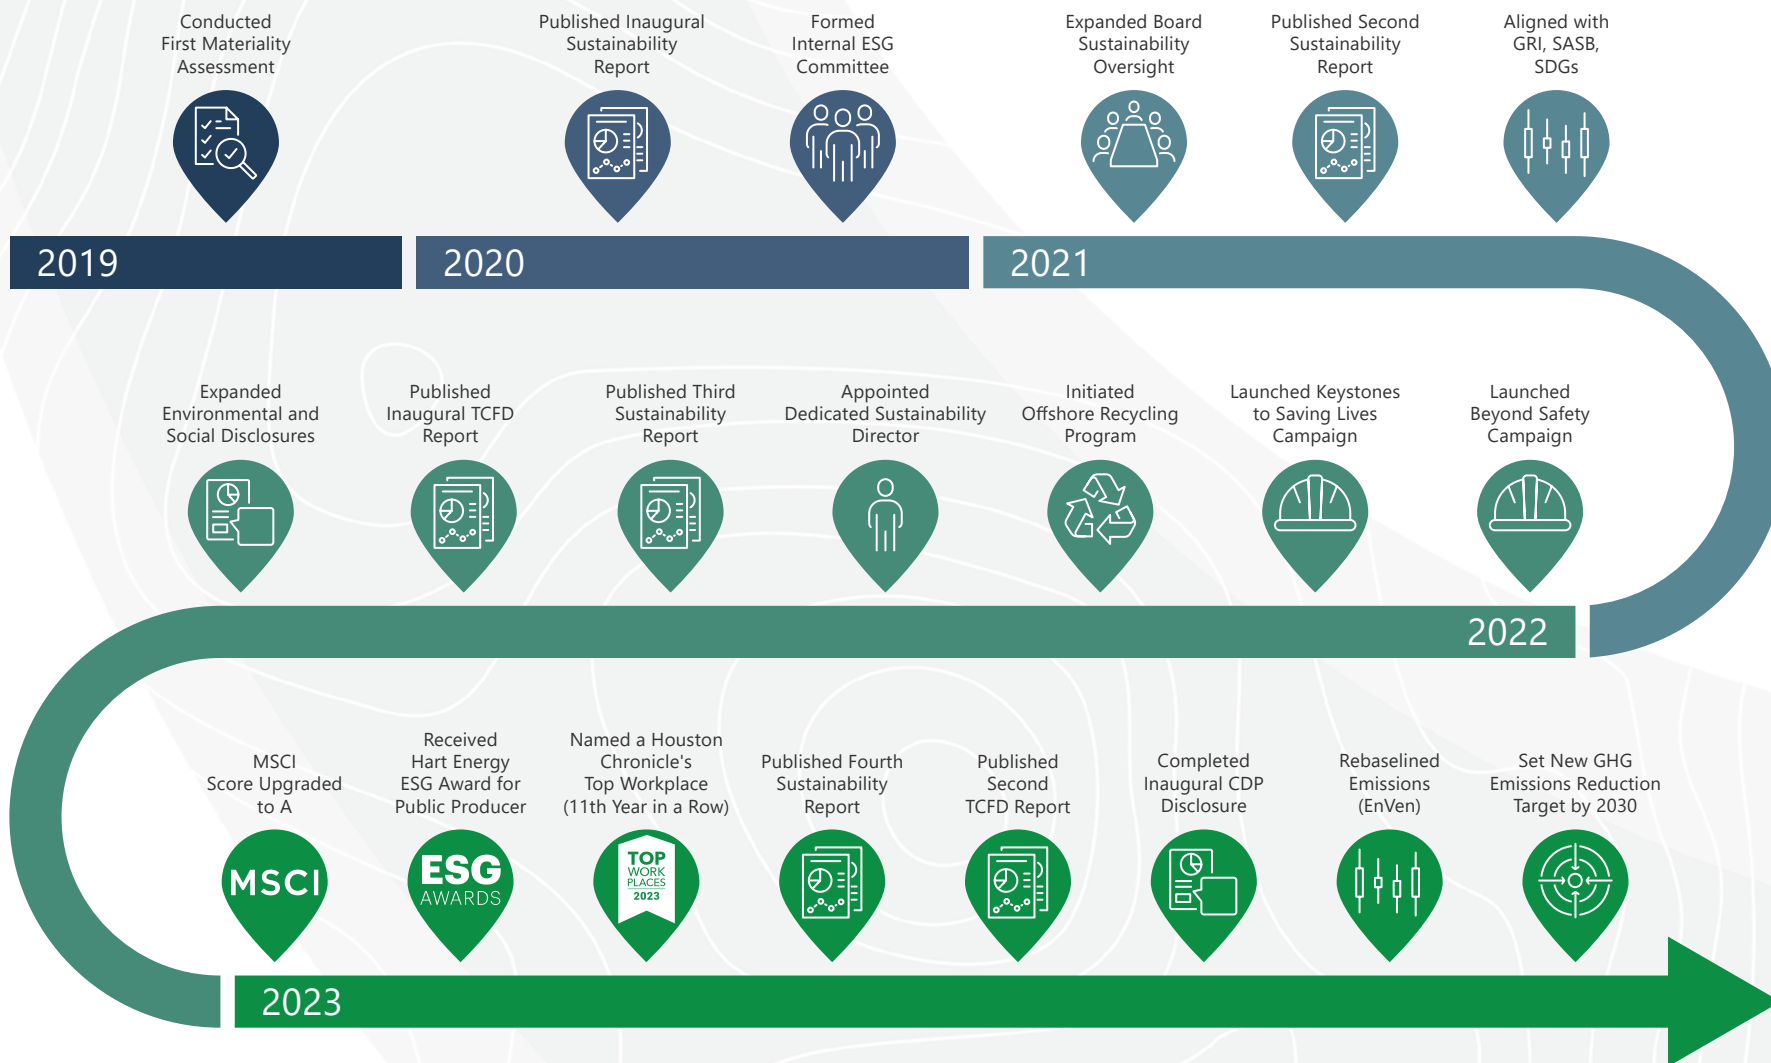 Conducted
First Materiality
Assessment
Published Inaugural
Sustainability
Report
Formed
Internal ESG
Committee
Expanded Board
Sustainability
Oversight
Published Second
Sustainability
Report
Aligned with
GRI, SASB,
SDGs
2019
2020
2021
Expanded
Environmental and
Social Disclosures
Published
Inaugural TCFD
Report
Published Third
Sustainability
Report
Appointed
Dedicated Sustainability
Director
Initiated
Offshore Recycling
Program
Launched Keystones
to Saving Lives
Campaign
Launched
Beyond Safety
Campaign
2022
MSCI
Score Upgraded
to A
Received
Hart Energy
ESG Award for
Public Producer
Named a Houston
Chronicle's
Top Workplace
(11th Year in a Row)
Published Fourth
Sustainability
Report
Published
Second
TCFD Report
Completed
Inaugural CDP
Disclosure
Rebaselined
Emissions
(EnVen)
Set New GHG
Emissions Reduction
Target by 2030
MSCI
ESG
AWARDS
TOP
WORK
PLACES
2023
2023